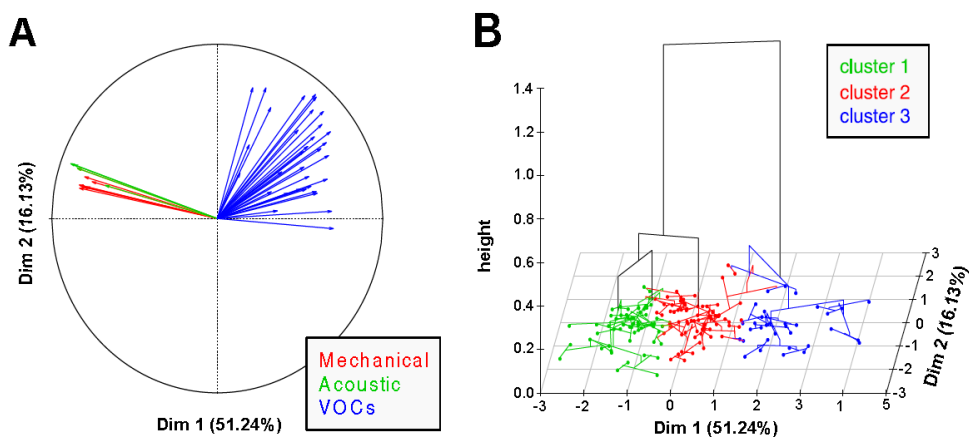 A
Dim 2 (16.13%)
Mechanical
Acoustic
VOCs
Dim 1 (51.24%)
B
cluster 1
cluster 2
cluster 3
height
1.4
1.2
1.0
0.8
0.6
0.4
0.2
0.0
3
2
1
0
-1
-2
-3
Dim 2 (16.13%)
-3 -2 -1 0 1 2 3 1 5
Dim 1 (51.24%)